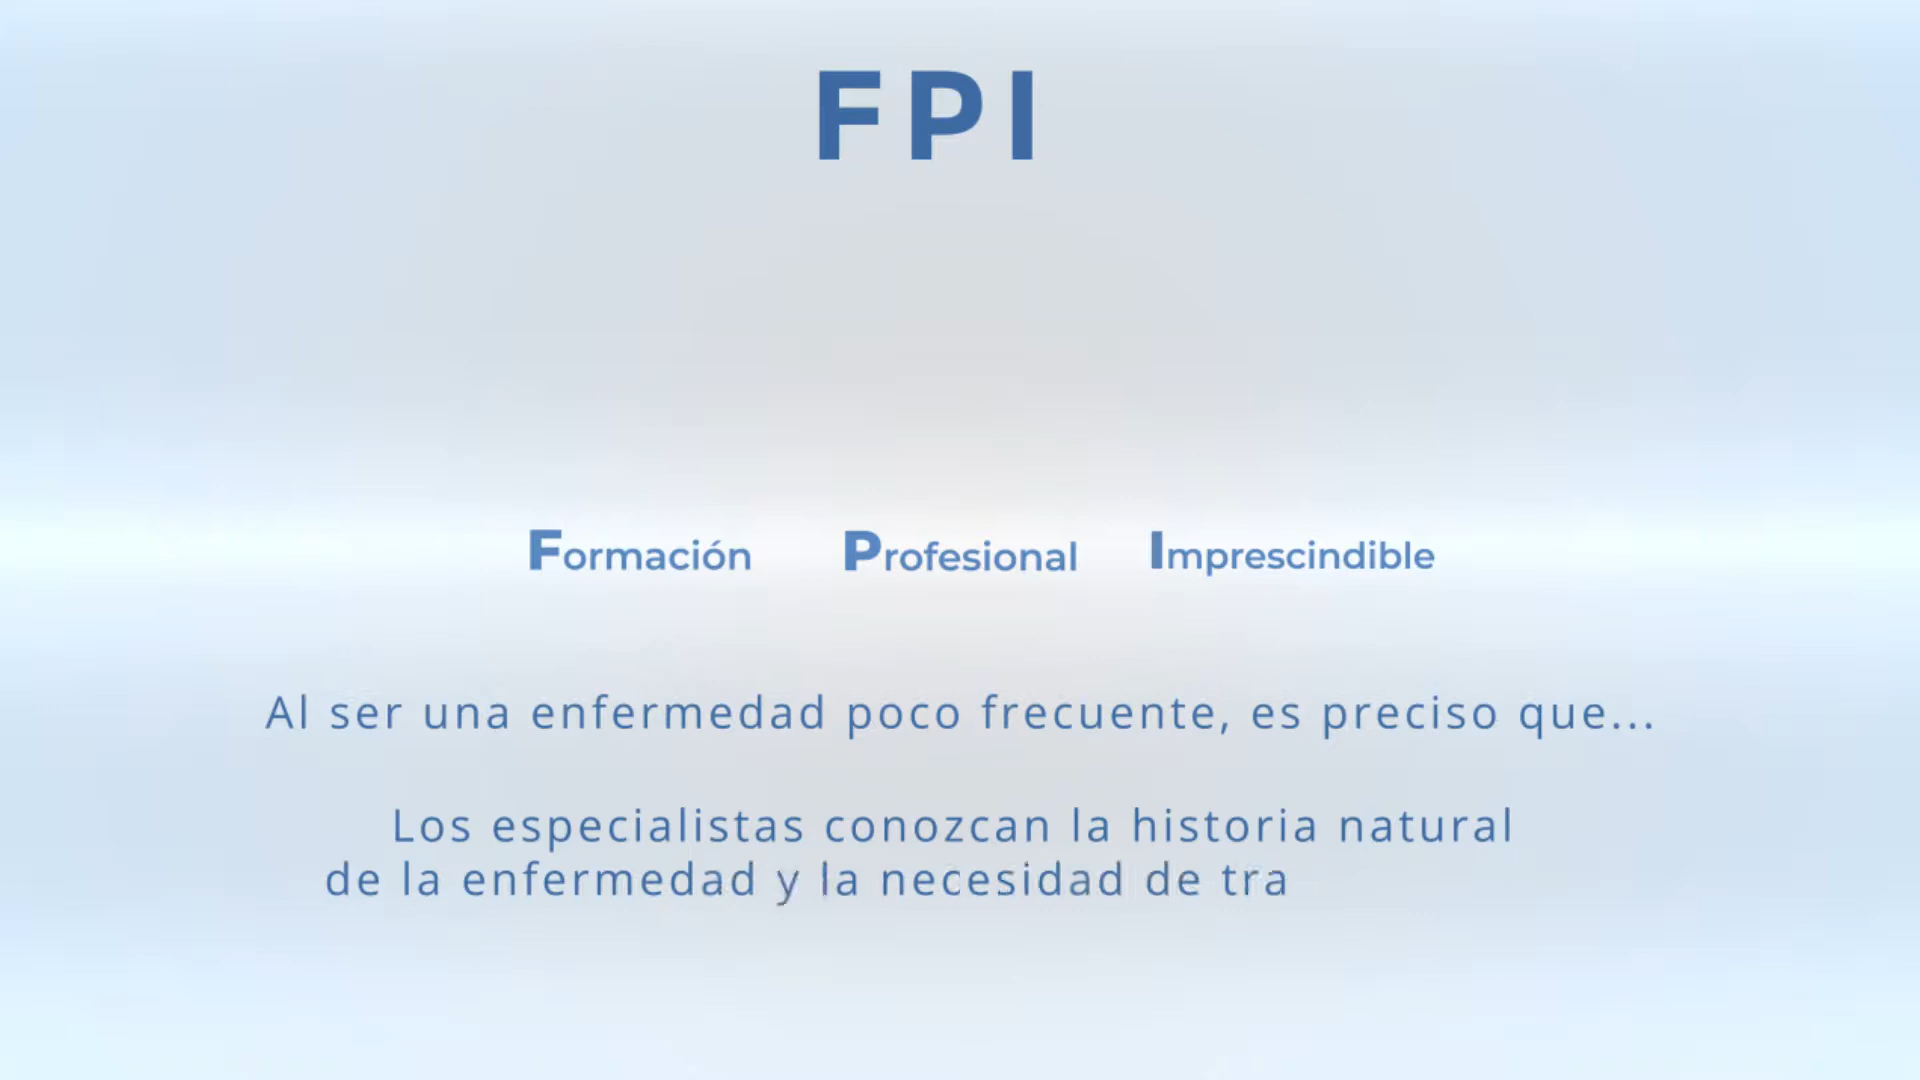 FPI
Formación Profesional Imprescindible
Al ser una enfermedad poco frecuente, es preciso que...
Los especialistas conozcan la historia natural
de la enfermedad y la necesidad de tra